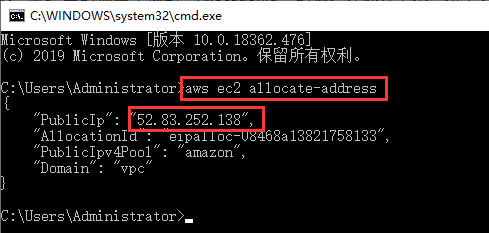 C:\WINDOWS\system32\cmd.exe
Microsoft Windows [版本 10.0.18362.476]
(c) 2019 Microsoft Corporation。保留所有权利。
C:\Users\Administrator>aws ec2 allocate-address
{
"PublicIp": "52.83.252.138",
"AllocationId": "eipalloc-08468a13821758133",
"PublicIpv4Pool": "amazon",
"Domain": "vpc"
}
C:\Users\Administrator>